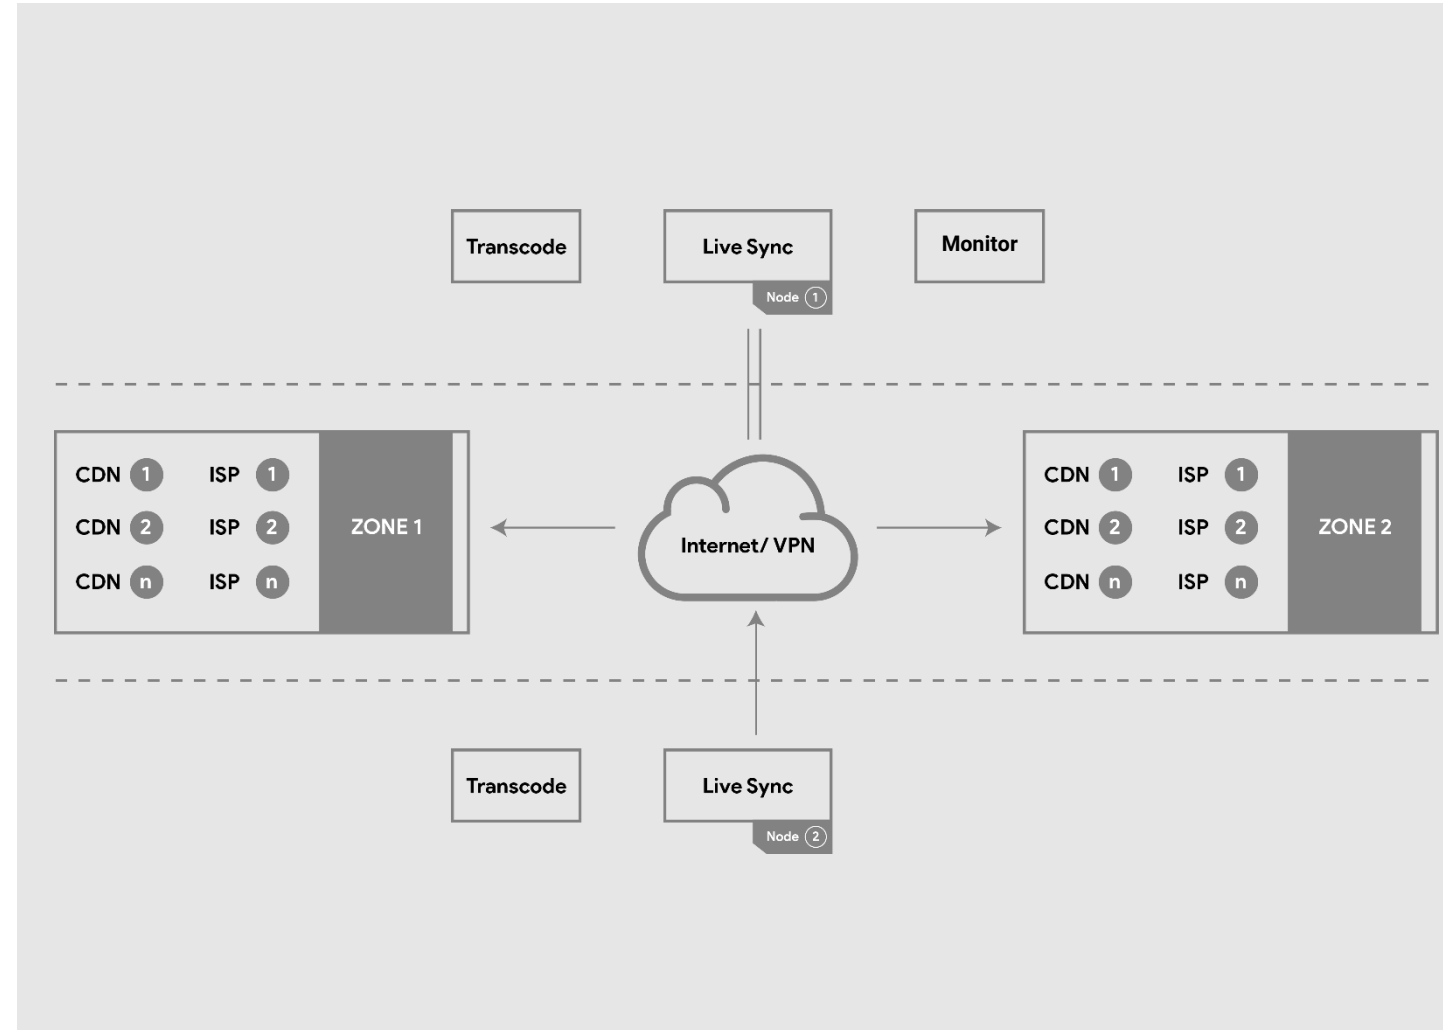 Transcode
Live Sync
Monitor
Node 1
CDN 1 ISP 1
CDN 2 ISP 2
CDN n ISP n
ZONE 1
Internet/ VPN
CDN 1 ISP 1
CDN 2 ISP 2
CDN n ISP n
ZONE 2
Transcode
Live Sync
Node 2